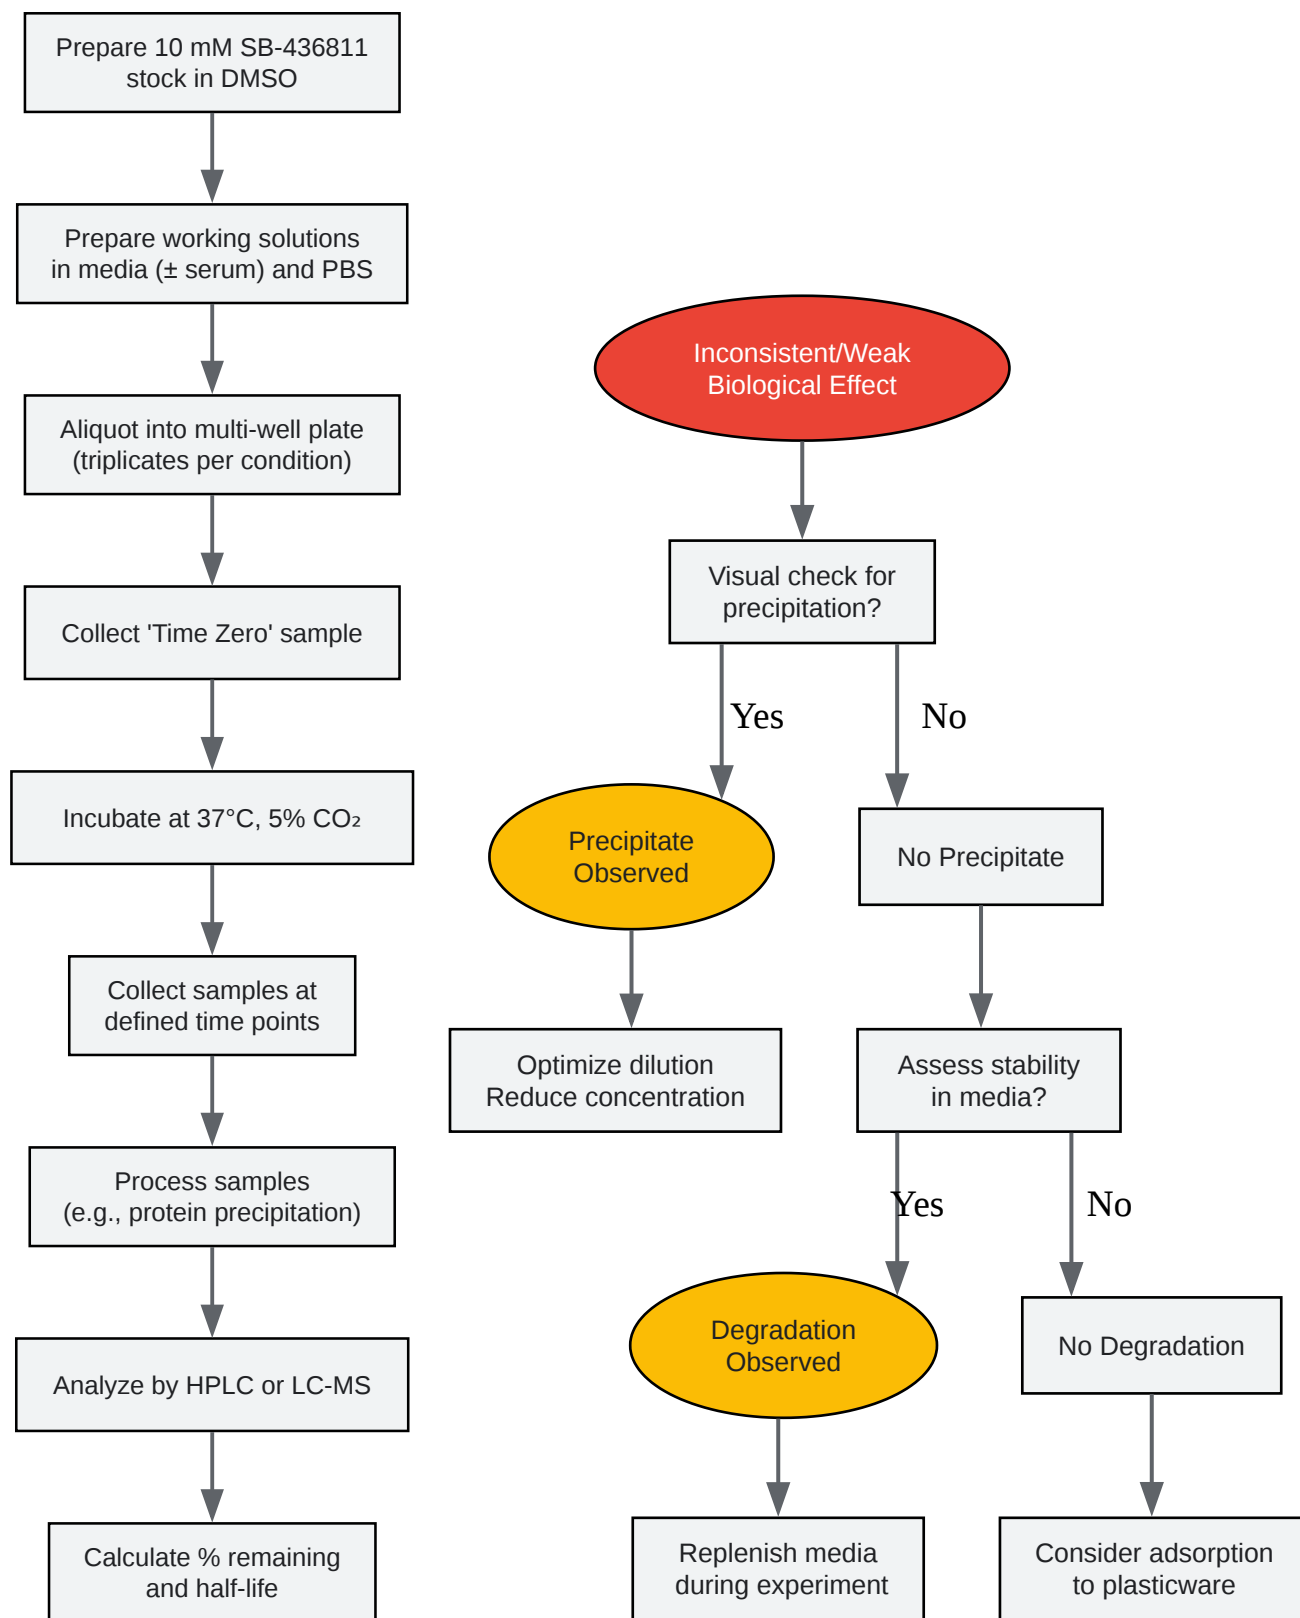 Prepare 10 mM SB-436811
stock in DMSO
Prepare working solutions
in media (± serum) and PBS
Aliquot into multi-well plate
(triplicates per condition)
Collect 'Time Zero' sample
Incubate at 37°C, 5% CO₂
Collect samples at
defined time points
Process samples
(e.g., protein precipitation)
Analyze by HPLC or LC-MS
Calculate % remaining
and half-life
Inconsistent/Weak
Biological Effect
Visual check for
precipitation?
Yes
No
Precipitate
Observed
No Precipitate
Optimize dilution
Reduce concentration
Assess stability
in media?
Yes
No
Degradation
Observed
No Degradation
Replenish media
during experiment
Consider adsorption
to plasticware